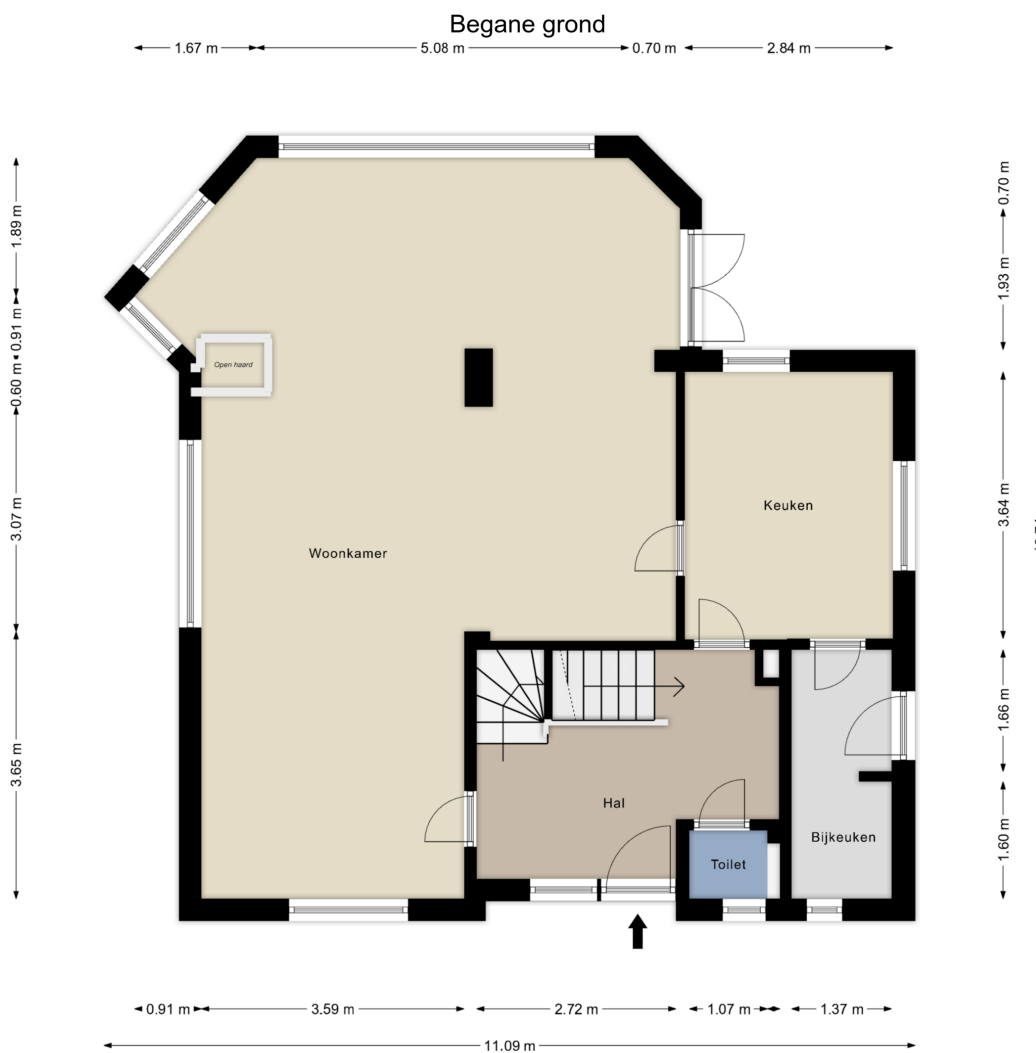 Begane grond
1.67 m
5.08 m
0.70 m
2.84 m
1.89 m
0.91 m
0.60 m
3.07 m
3.65 m
0.70 m
1.93 m
3.64 m
1.66 m
1.60 m
Open haard
Keuken
Woonkamer
Hal
Bijkeuken
Toilet
0.91 m
3.59 m
2.72 m
1.07 m
1.37 m
11.09 m